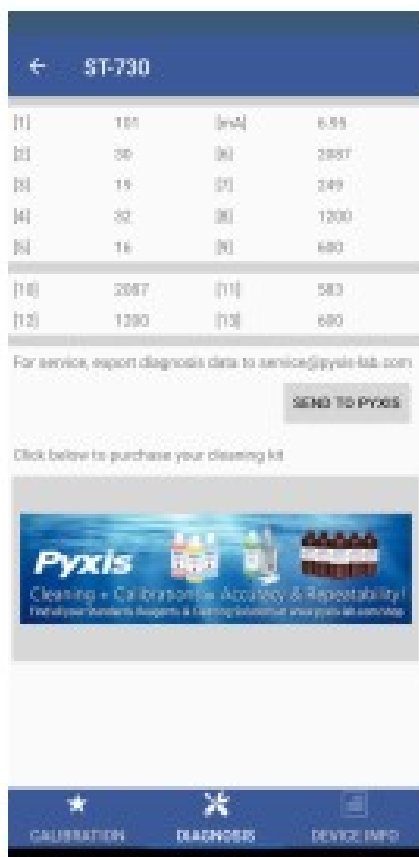 ← ST-730
[1] 101 [mA] 6.95
[2] 30 [6] 2087
[3] 19 [7] 249
[4] 32 [8] 1200
[5] 16 [9] 600
[10] 2087 [11] 583
[12] 1200 [13] 600
For service, export diagnosis data to service@pyxis-lab.com
SEND TO PYXIS
Click below to purchase your cleaning kit
Pyxis
Cleaning + Calibration = Accuracy & Repeatability!
CALIBRATION DIAGNOSIS DEVICE INFO